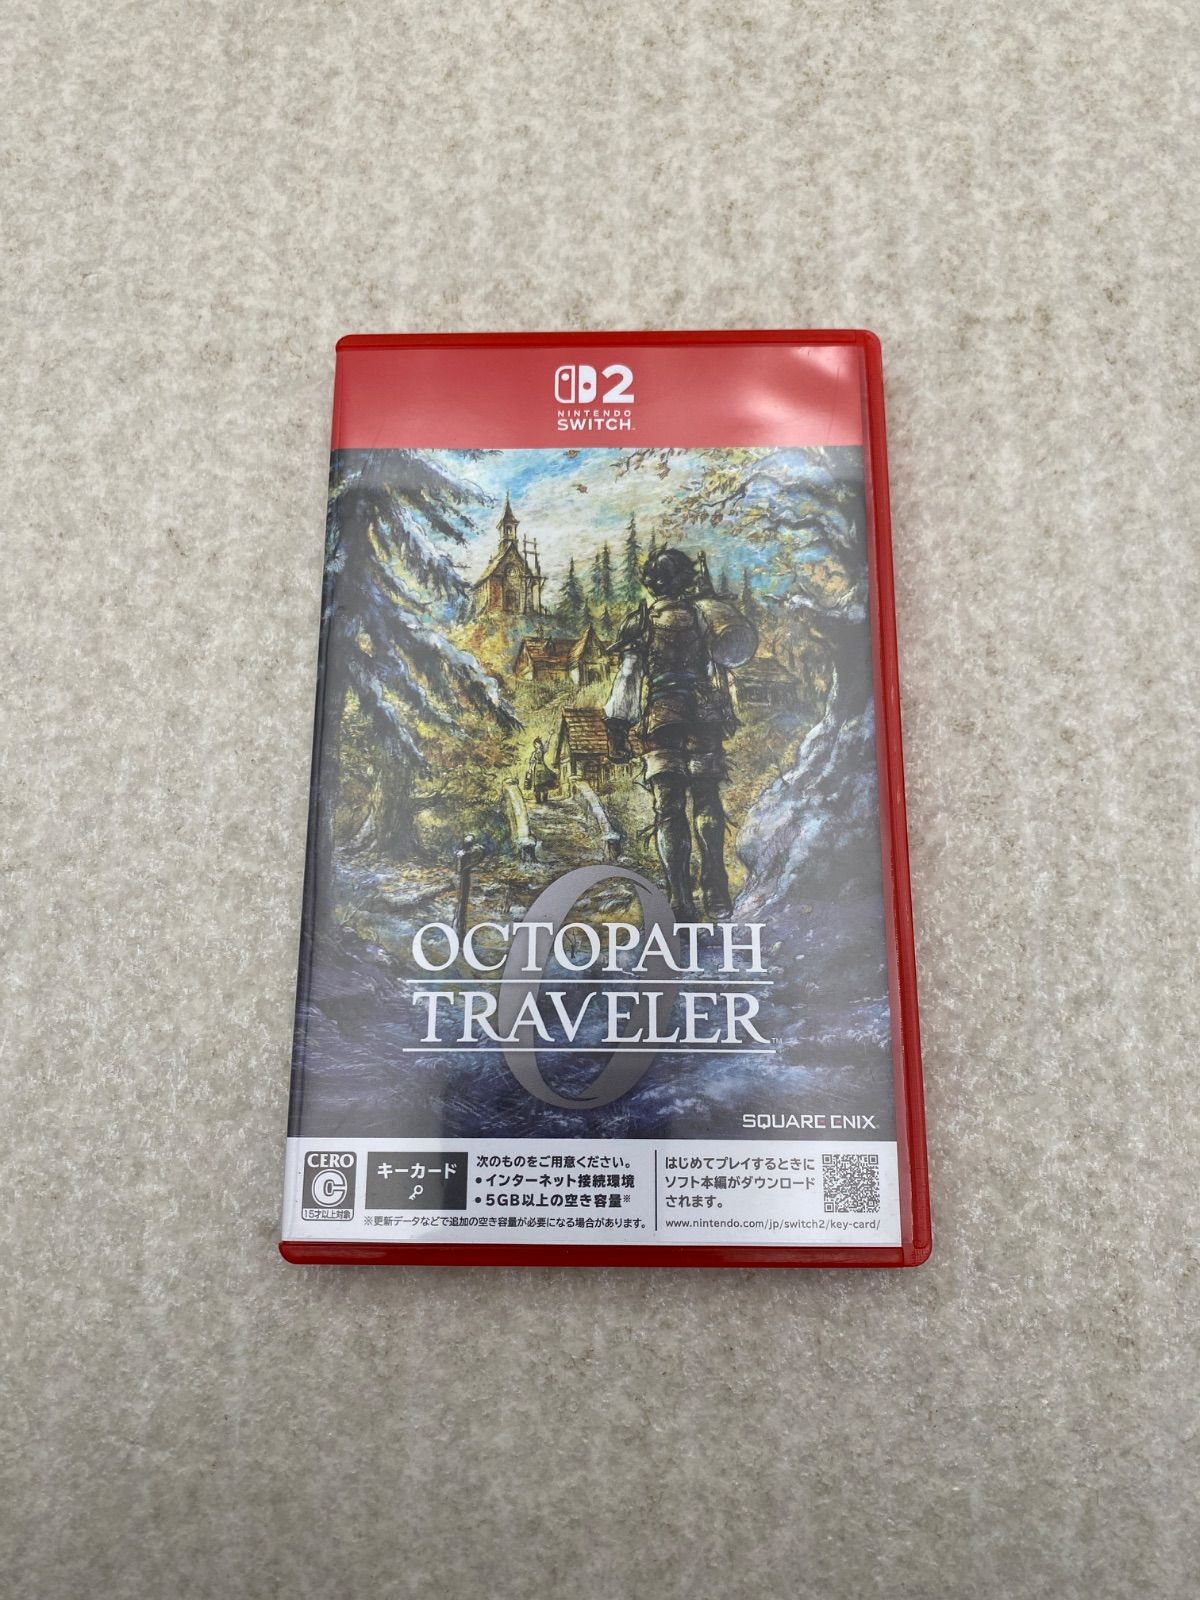 2
NINTENDO
SWITCH™
0
OCTOPATH
TRAVELER™
SQUARE ENIX
CERO
C
15才以上対象
キーカード
次のものをご用意ください。
•インターネット接続環境
•5GB以上の空き容量※
※更新データなどで追加の空き容量が必要になる場合があります。
はじめてプレイするときに
ソフト本編がダウンロード
されます。
www.nintendo.com/jp/switch2/key-card/